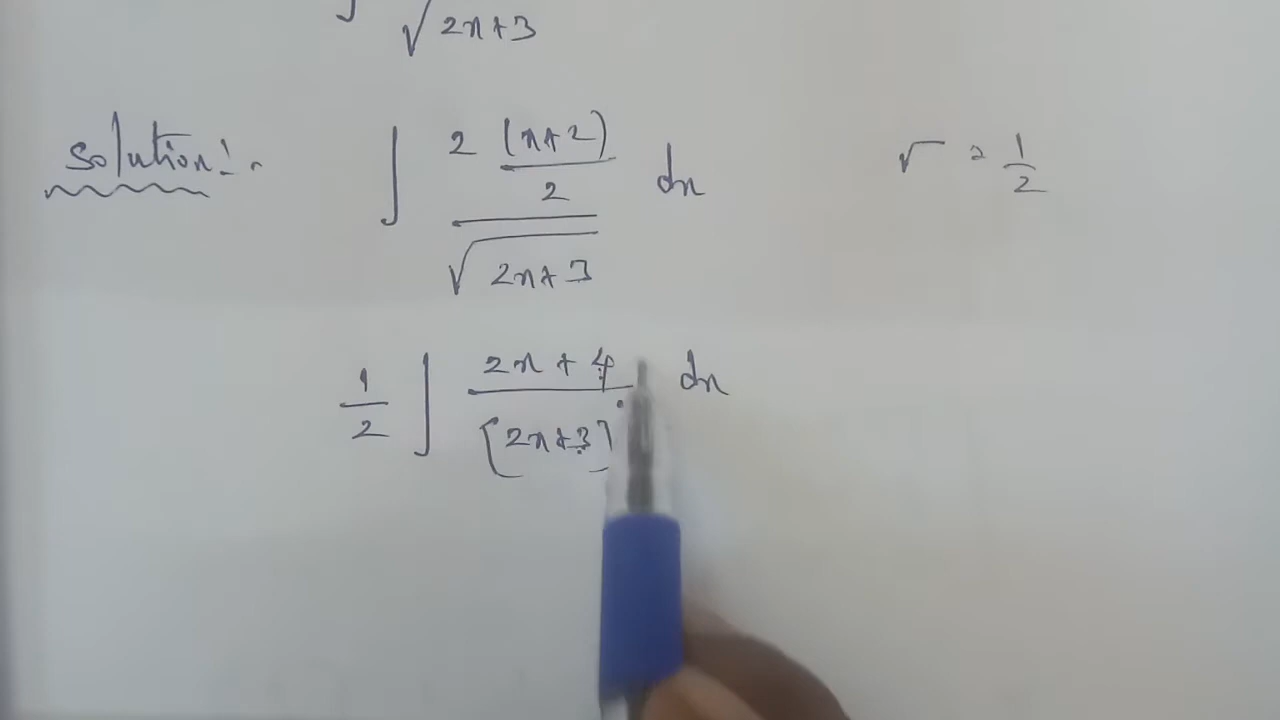 ∫ √2x+3
Solution:- ∫ 2 (x+2)/2 / √2x+3 dx √ = 1/2
1/2 ∫ 2x + 4 / [2x+3] dx